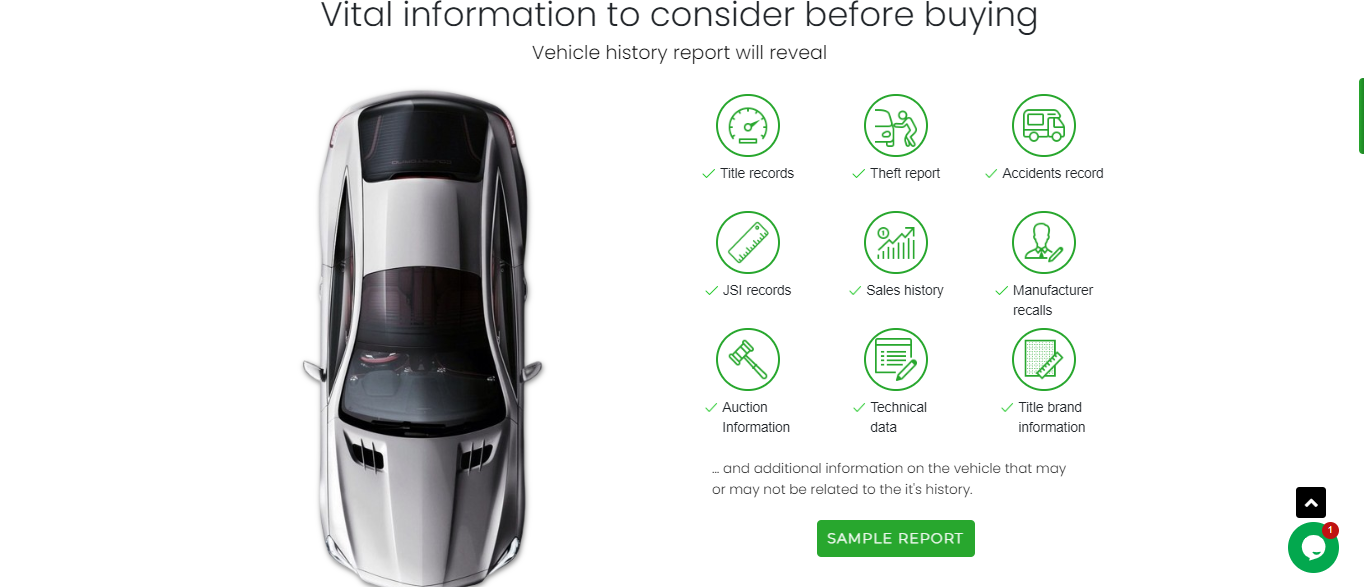 Vital information to consider before buying
Vehicle history report will reveal
Title records
Theft report
Accidents record
JSI records
Sales history
Manufacturer
recalls
Auction
Information
Technical
data
Title brand
information
... and additional information on the vehicle that may
or may not be related to the it's history.
SAMPLE REPORT
1